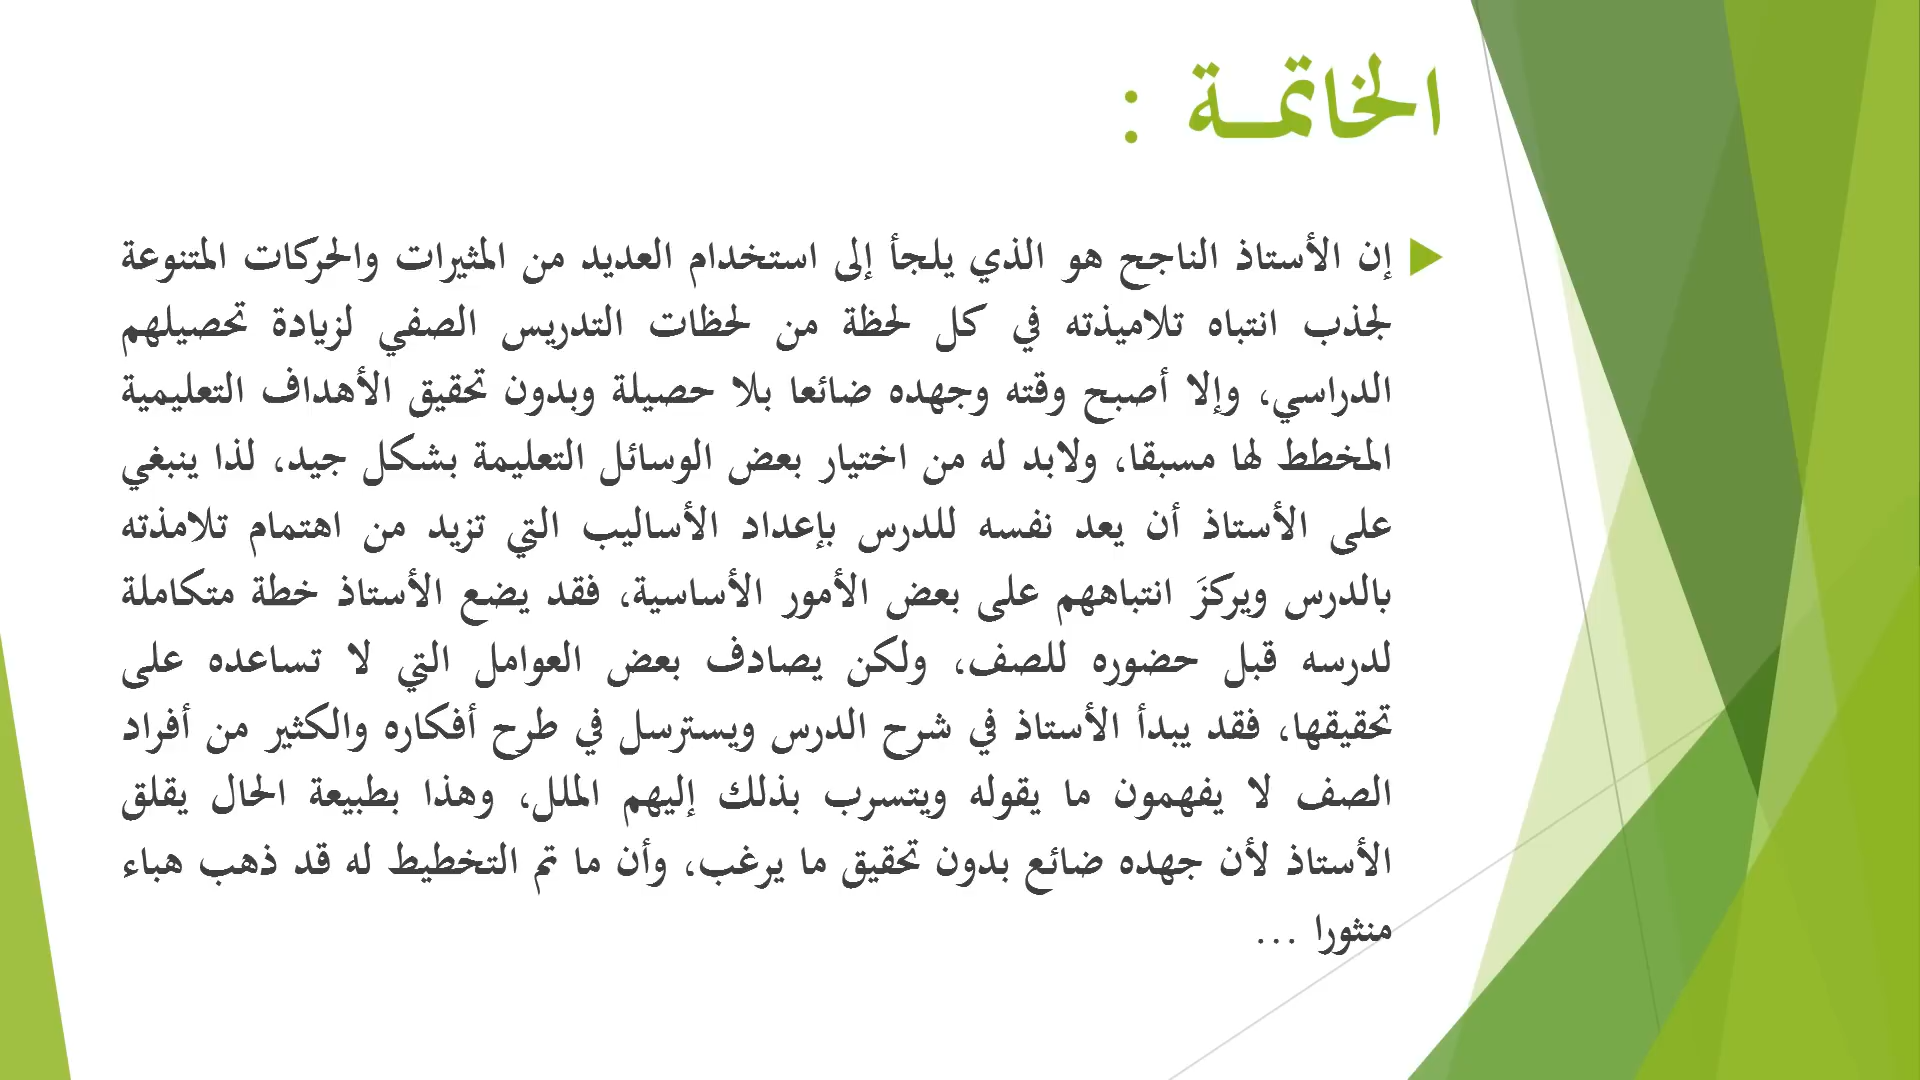 الخاتمـــة :
إن الأستاذ الناجح هو الذي يلجأ إلى استخدام العديد من المثيرات والحركات المتنوعة
لجذب انتباه تلاميذته في كل لحظة من لحظات التدريس الصفي لزيادة تحصيلهم
الدراسي، وإلا أصبح وقته وجهده ضائعا بلا حصيلة وبدون تحقيق الأهداف التعليمية
المخطط لها مسبقا، ولابد له من اختيار بعض الوسائل التعليمة بشكل جيد، لذا ينبغي
على الأستاذ أن يعد نفسه للدرس بإعداد الأساليب التي تزيد من اهتمام تلامذته
بالدرس ويركزَ انتباههم على بعض الأمور الأساسية، فقد يضع الأستاذ خطة متكاملة
لدرسه قبل حضوره للصف، ولكن يصادف بعض العوامل التي لا تساعده على
تحقيقها، فقد يبدأ الأستاذ في شرح الدرس ويسترسل في طرح أفكاره والكثير من أفراد
الصف لا يفهمون ما يقوله ويتسرب بذلك إليهم الملل، وهذا بطبيعة الحال يقلق
الأستاذ لأن جهده ضائع بدون تحقيق ما يرغب، وأن ما تم التخطيط له قد ذهب هباء
منثورا ...